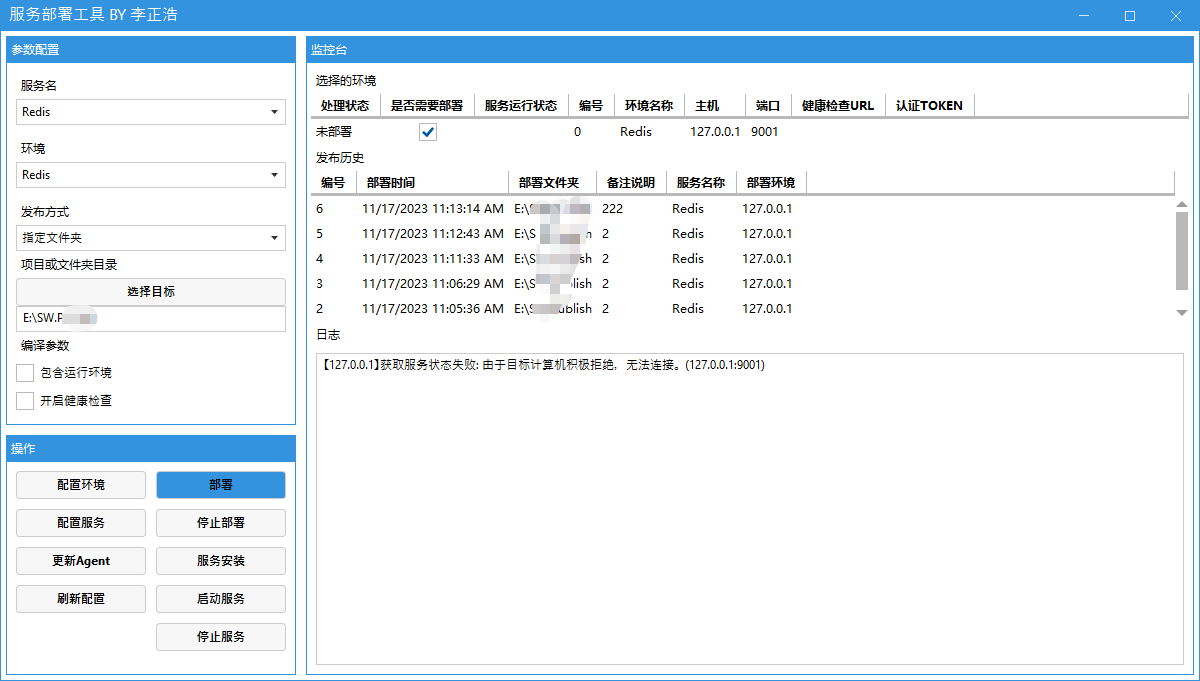 服务部署工具 BY 李正浩
参数配置
服务名
Redis
环境
Redis
发布方式
指定文件夹
项目或文件夹目录
选择目标
E:\SW.P
编译参数
包含运行环境
开启健康检查
操作
配置环境 部署
配置服务 停止部署
更新Agent 服务安装
刷新配置 启动服务
停止服务
监控台
选择的环境
处理状态 是否需要部署 服务运行状态 编号 环境名称 主机 端口 健康检查URL 认证TOKEN
未部署 0 Redis 127.0.0.1 9001
发布历史
编号 部署时间 部署文件夹 备注说明 服务名称 部署环境
6 11/17/2023 11:13:14 AM E:\ 222 Redis 127.0.0.1
5 11/17/2023 11:12:43 AM E:\S 2 Redis 127.0.0.1
4 11/17/2023 11:11:33 AM E:\S sh 2 Redis 127.0.0.1
3 11/17/2023 11:06:29 AM E:\S lish 2 Redis 127.0.0.1
2 11/17/2023 11:05:36 AM E:\S ublish 2 Redis 127.0.0.1
日志
【127.0.0.1】获取服务状态失败: 由于目标计算机积极拒绝，无法连接。(127.0.0.1:9001)